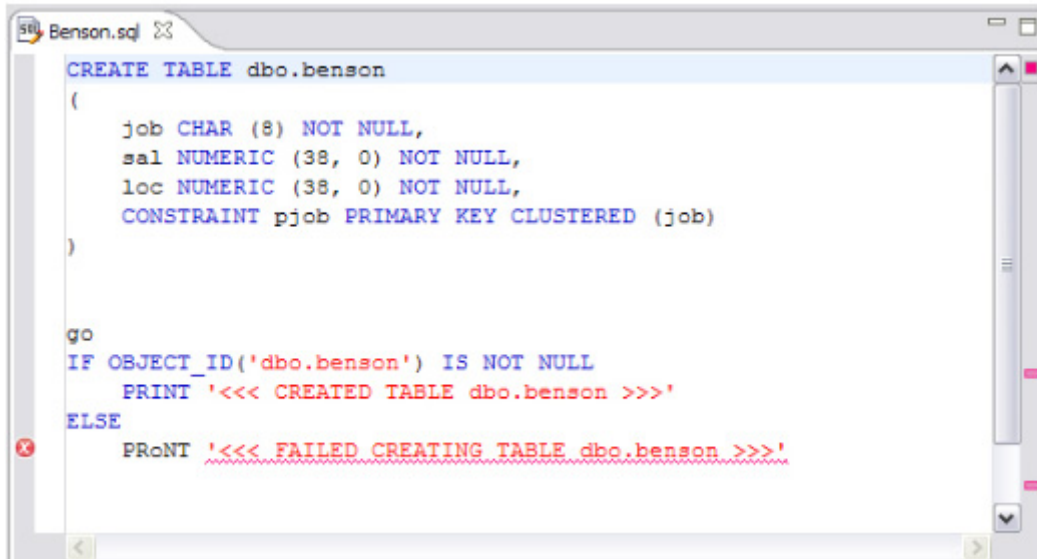 Benson.sql
CREATE TABLE dbo.benson
(
    job CHAR (8) NOT NULL,
    sal NUMERIC (38, 0) NOT NULL,
    loc NUMERIC (38, 0) NOT NULL,
    CONSTRAINT pjob PRIMARY KEY CLUSTERED (job)
)
go
IF OBJECT_ID('dbo.benson') IS NOT NULL
    PRINT '<<< CREATED TABLE dbo.benson >>>'
ELSE
    PRoNT '<<< FAILED CREATING TABLE dbo.benson >>>'